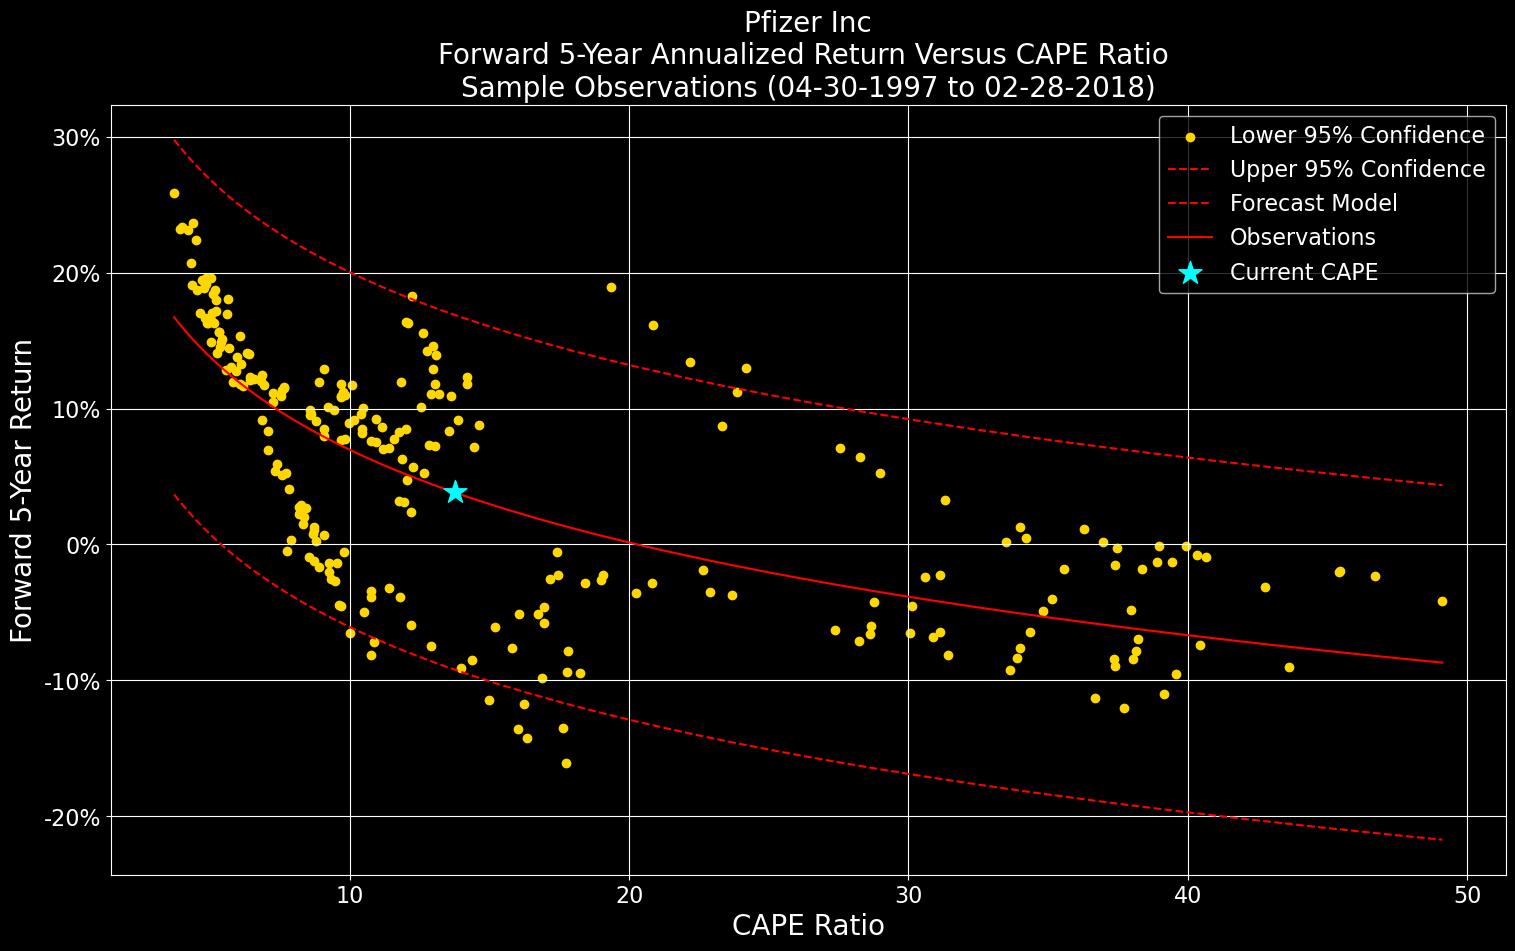 Pfizer Inc
Forward 5-Year Annualized Return Versus CAPE Ratio
Sample Observations (04-30-1997 to 02-28-2018)
Lower 95% Confidence
Upper 95% Confidence
Forecast Model
Observations
Current CAPE
Forward 5-Year Return
30%
20%
10%
0%
-10%
-20%
10 20 30 40 50
CAPE Ratio